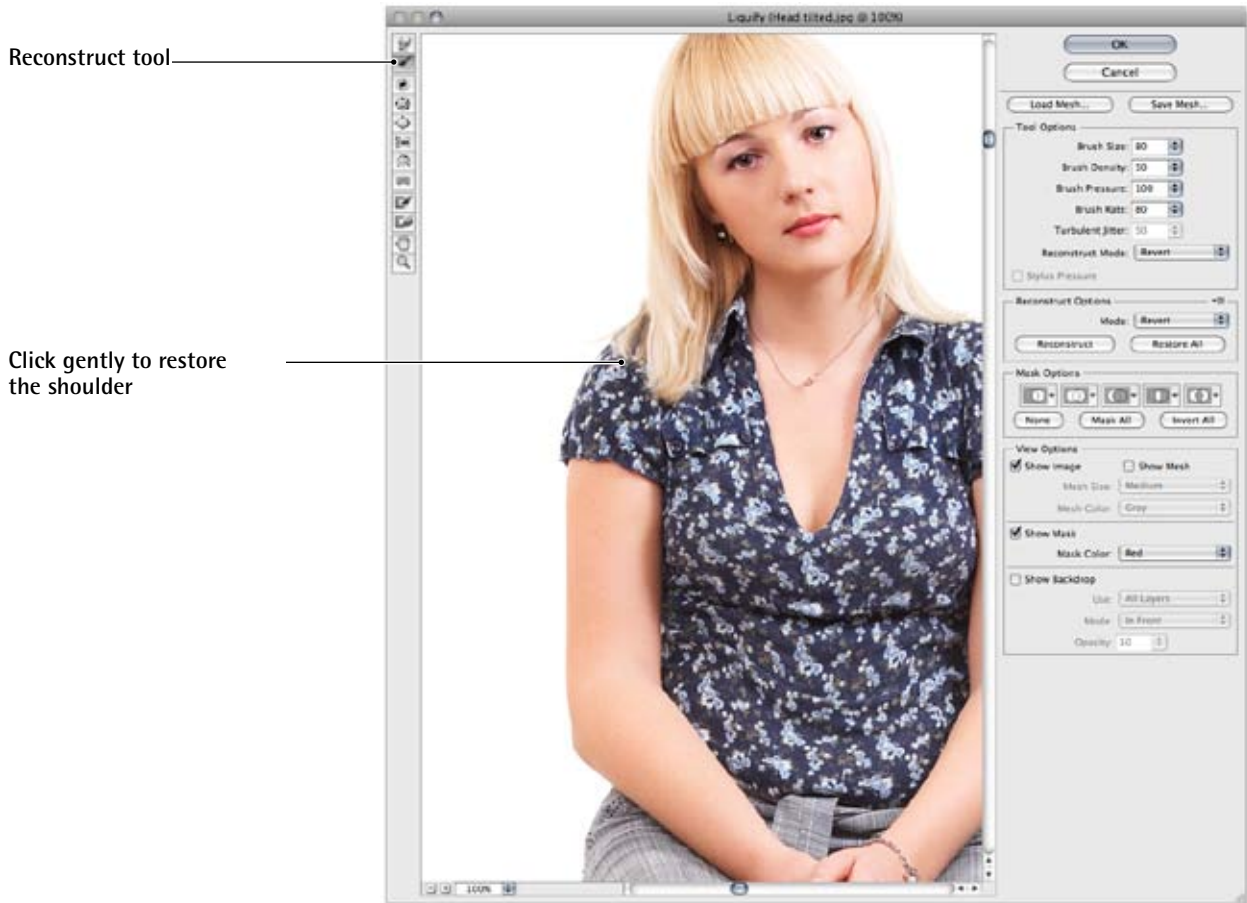 Liquify (Head tilted.jpg @ 100%)
Reconstruct tool
OK
Cancel
Load Mesh...
Save Mesh...
Tool Options
Brush Size: 80
Brush Density: 50
Brush Pressure: 100
Brush Rate: 80
Turbulent Jitter: 50
Reconstruct Mode: Revert
Stylus Pressure
Reconstruct Options
Mode: Revert
Reconstruct
Restore All
Click gently to restore
the shoulder
Mask Options
None
Mask All
Invert All
View Options
Show Image
Show Mesh
Mesh Size: Medium
Mesh Color: Gray
Show Mask
Mask Color: Red
Show Backdrop
Use: All Layers
Mode: In Front
Opacity: 50
100%